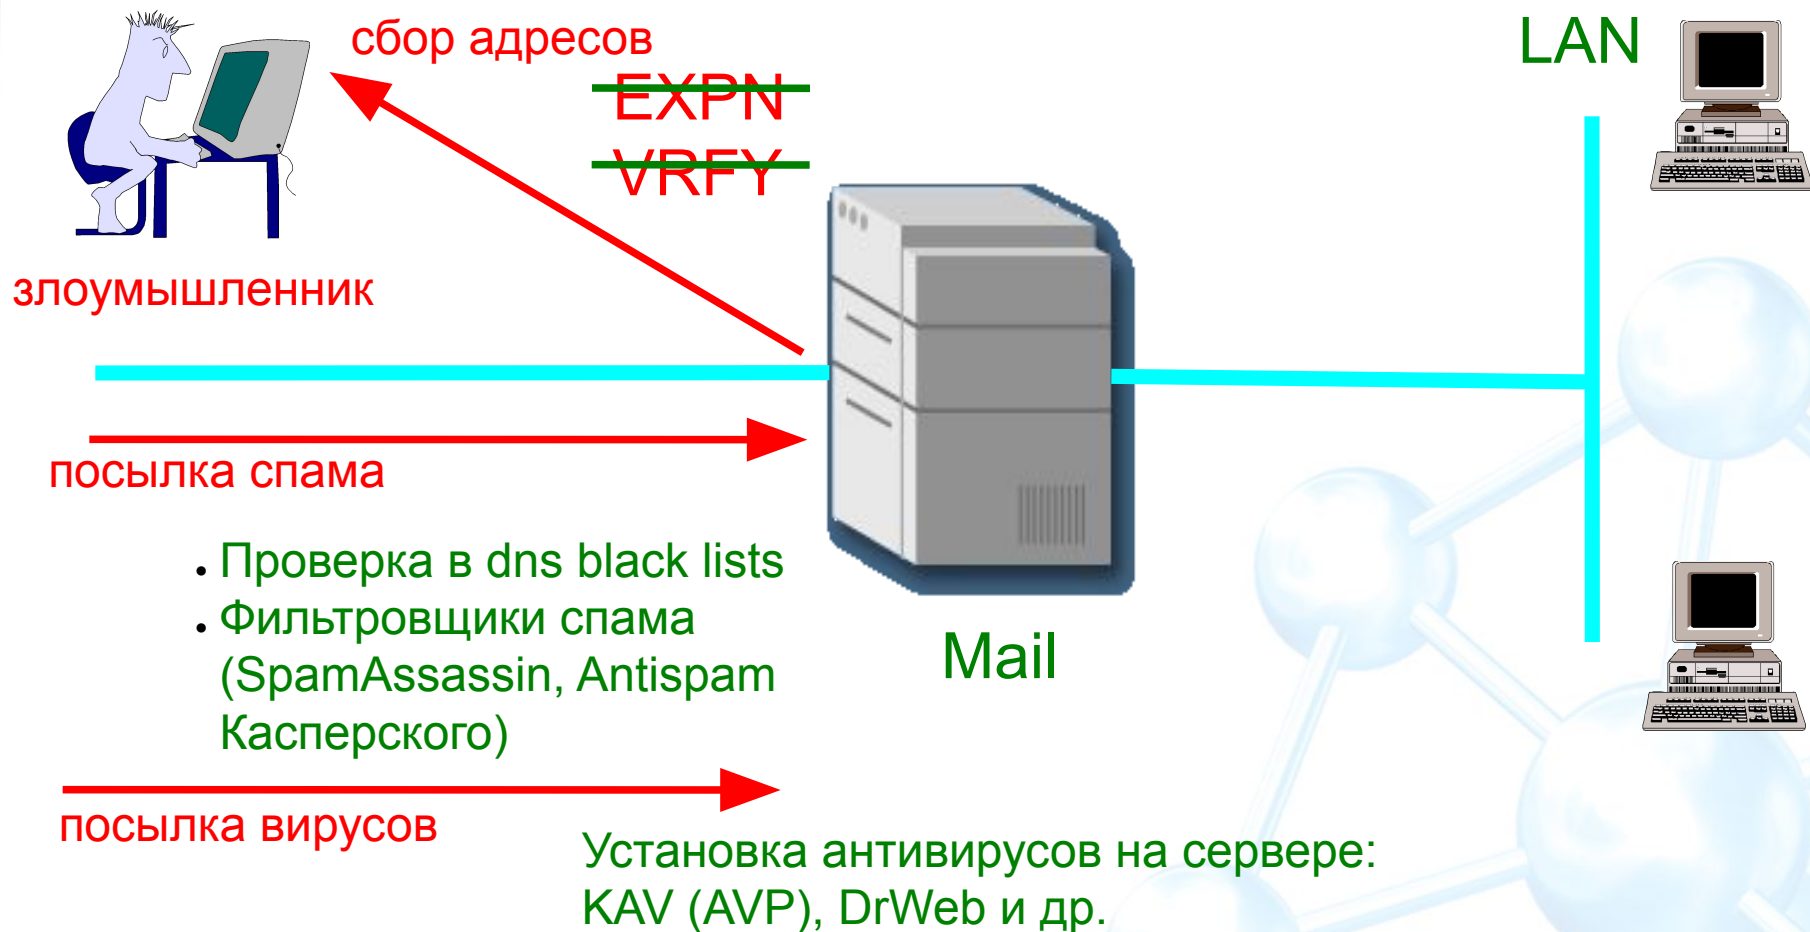 сбор адресов
EXPN
VRFY
LAN
злоумышленник
посылка спама
• Проверка в dns black lists
• Фильтровщики спама
(SpamAssassin, Antispam
Касперского)
Mail
посылка вирусов
Установка антивирусов на сервере:
KAV (AVP), DrWeb и др.